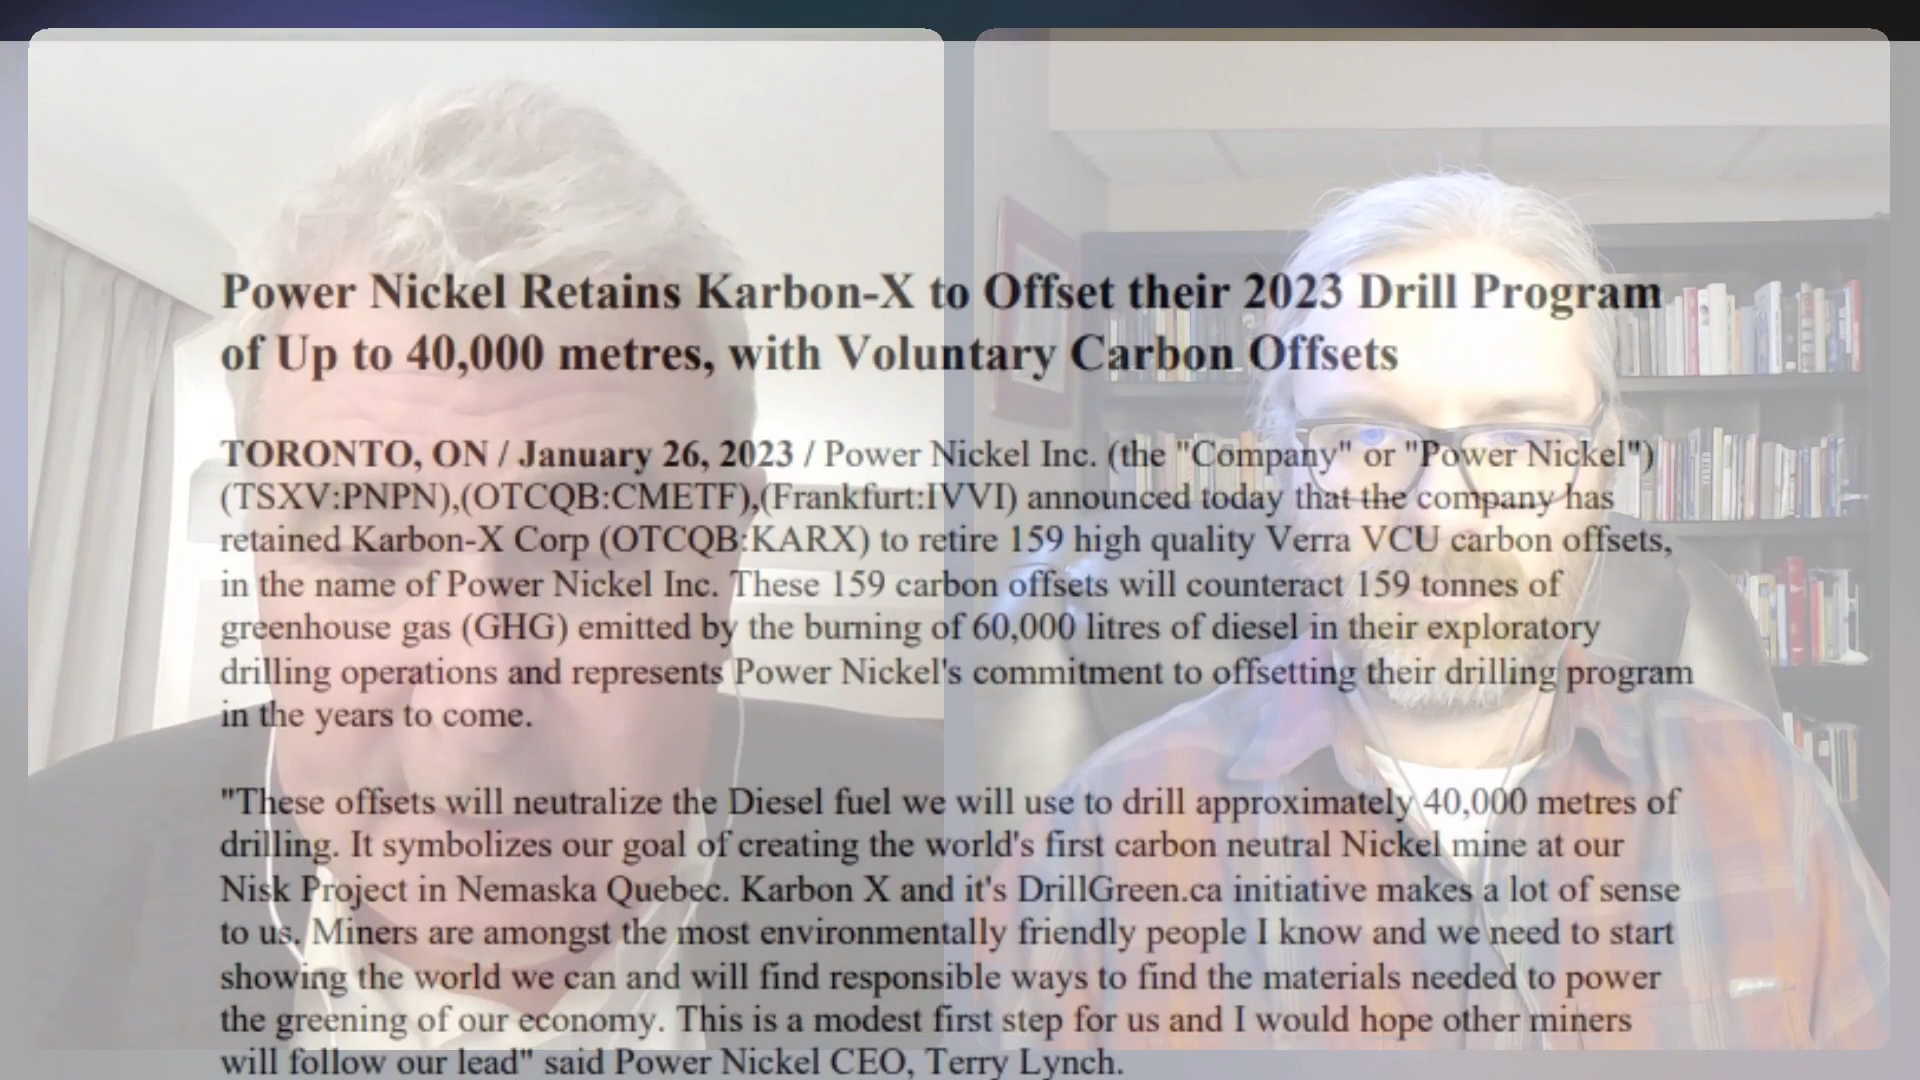 Power Nickel Retains Karbon-X to Offset their 2023 Drill Program
of Up to 40,000 metres, with Voluntary Carbon Offsets
TORONTO, ON / January 26, 2023 / Power Nickel Inc. (the "Company" or "Power Nickel")
(TSXV:PNPN),(OTCQB:CMETF),(Frankfurt:IVVI) announced today that the company has
retained Karbon-X Corp (OTCQB:KARX) to retire 159 high quality Verra VCU carbon offsets,
in the name of Power Nickel Inc. These 159 carbon offsets will counteract 159 tonnes of
greenhouse gas (GHG) emitted by the burning of 60,000 litres of diesel in their exploratory
drilling operations and represents Power Nickel's commitment to offsetting their drilling program
in the years to come.
"These offsets will neutralize the Diesel fuel we will use to drill approximately 40,000 metres of
drilling. It symbolizes our goal of creating the world's first carbon neutral Nickel mine at our
Nisk Project in Nemaska Quebec. Karbon X and it's DrillGreen.ca initiative makes a lot of sense
to us. Miners are amongst the most environmentally friendly people I know and we need to start
showing the world we can and will find responsible ways to find the materials needed to power
the greening of our economy. This is a modest first step for us and I would hope other miners
will follow our lead" said Power Nickel CEO, Terry Lynch.